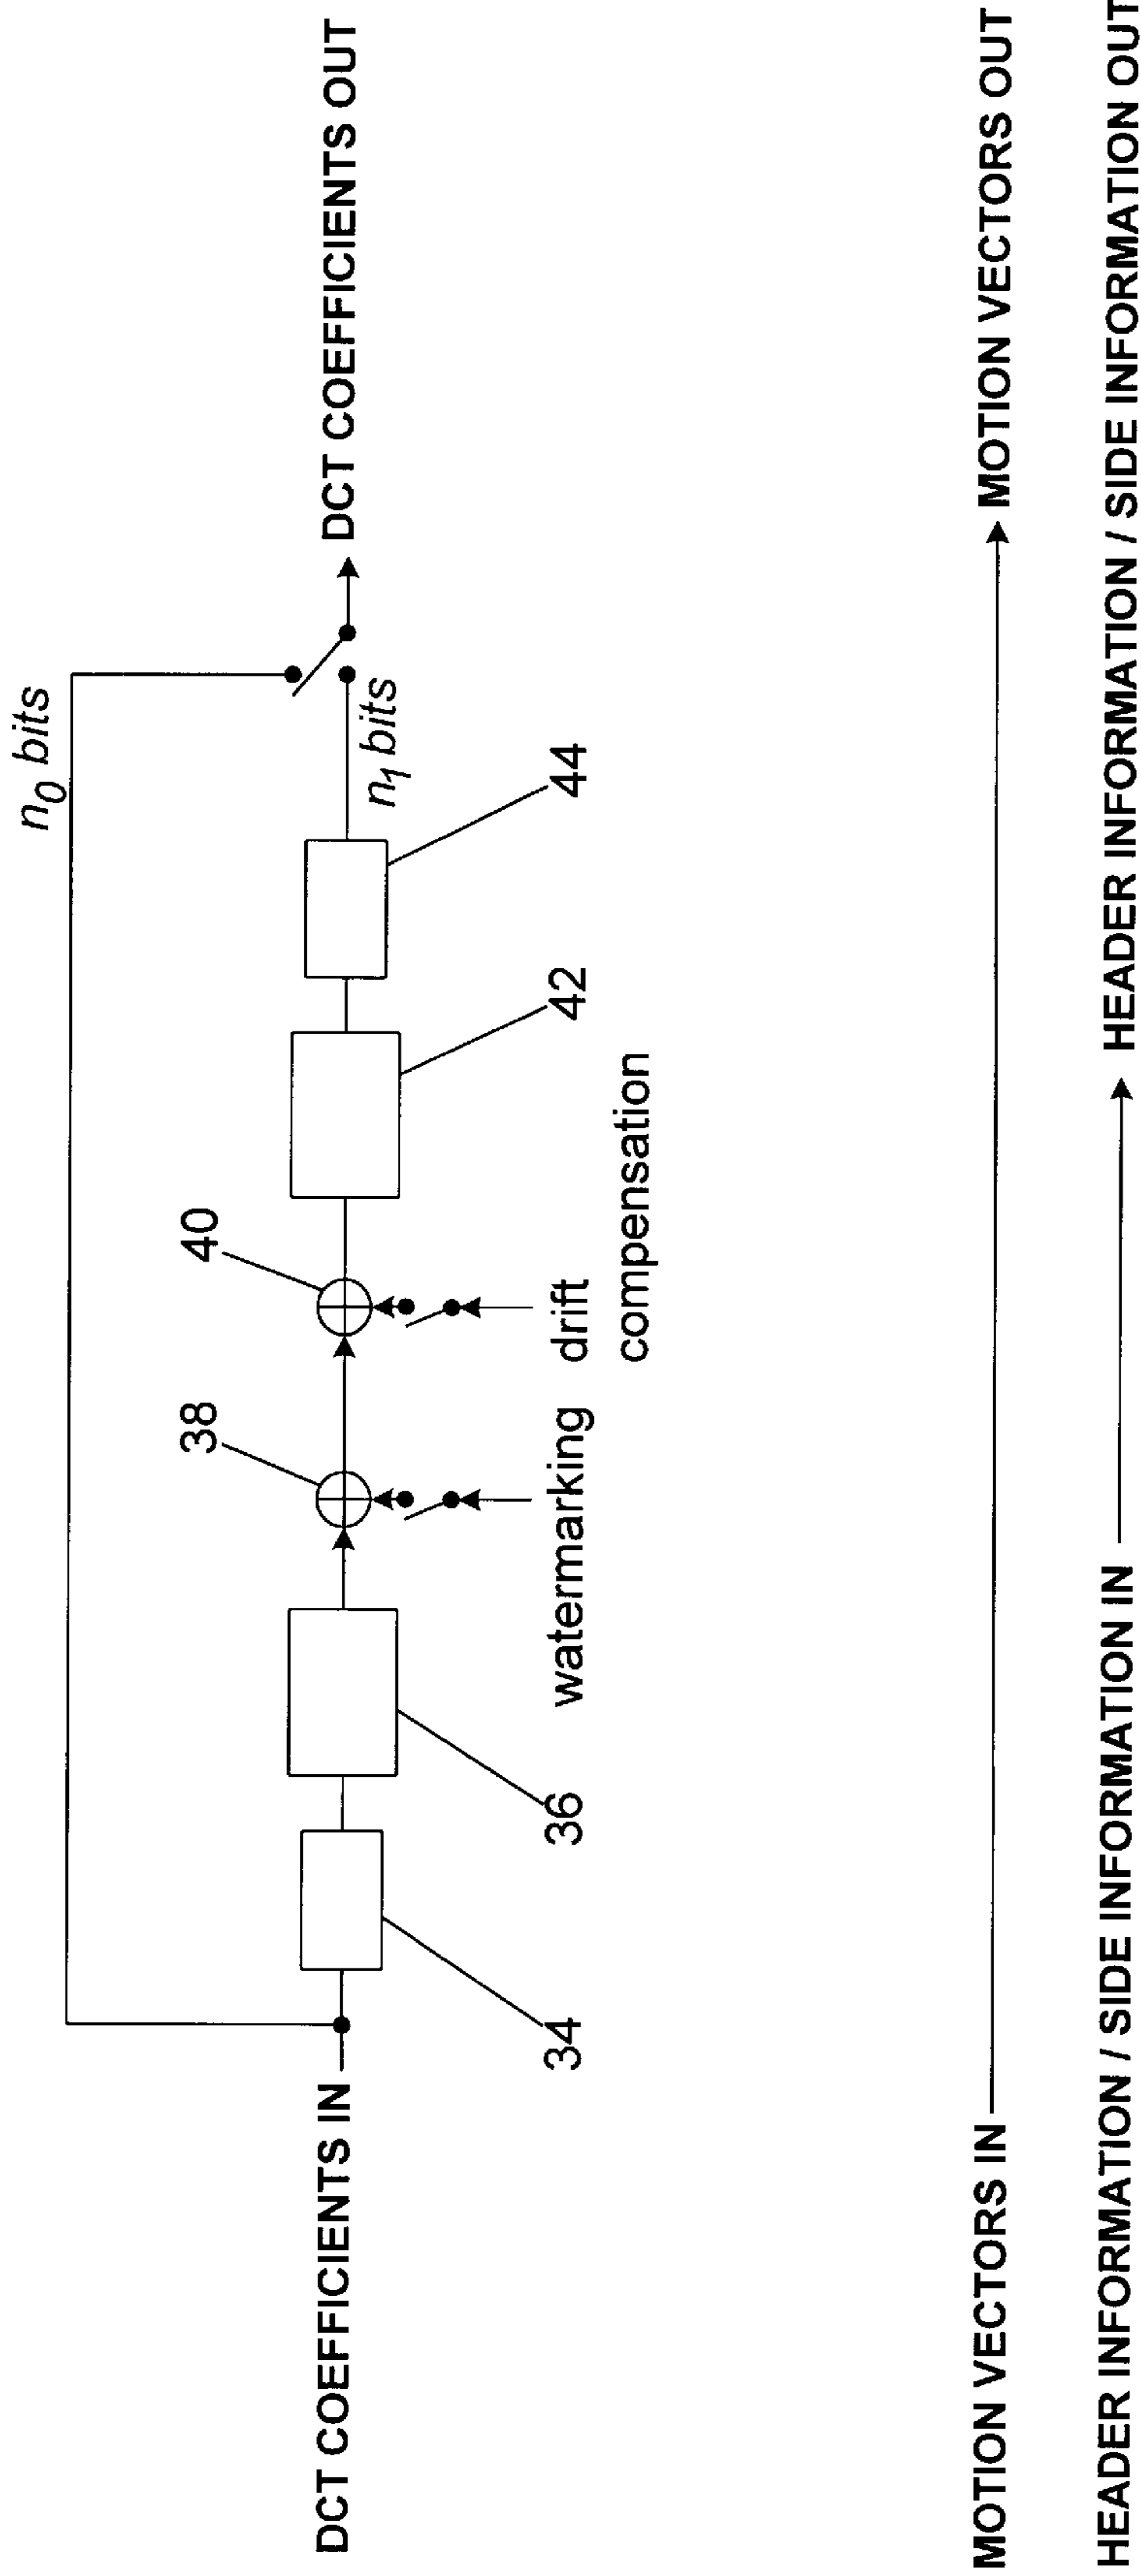 n0 bits
DCT COEFFICIENTS IN
34
36
38
40
42
44
n1 bits
DCT COEFFICIENTS OUT
watermarking
drift
compensation
MOTION VECTORS IN
MOTION VECTORS OUT
HEADER INFORMATION / SIDE INFORMATION IN
HEADER INFORMATION / SIDE INFORMATION OUT